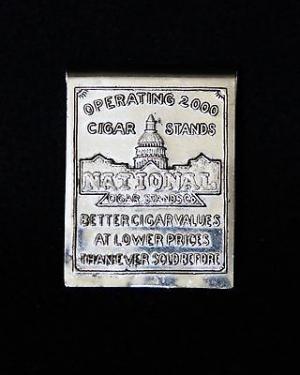 OPERATING 2000
CIGAR STANDS
NATIONAL
CIGAR STANDS CO
BETTER CIGAR VALUES
AT LOWER PRICES
THAN EVER SOLD BEFORE